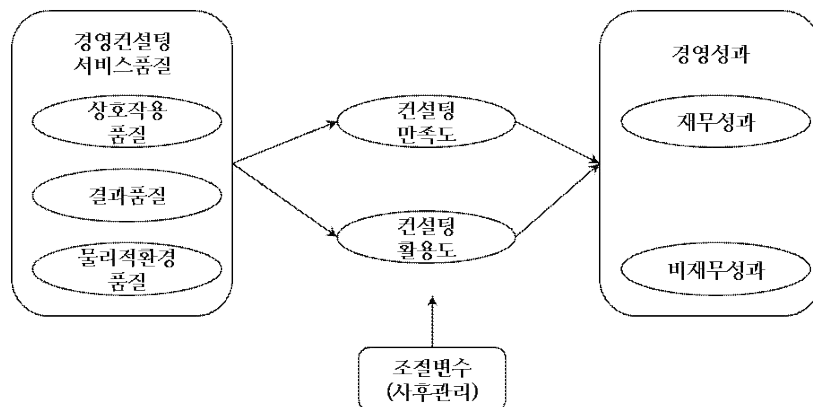 경영컨설팅
서비스품질
상호작용
품질
결과품질
물리적환경
품질
컨설팅
만족도
컨설팅
활용도
조절변수
(사후관리)
경영성과
재무성과
비재무성과